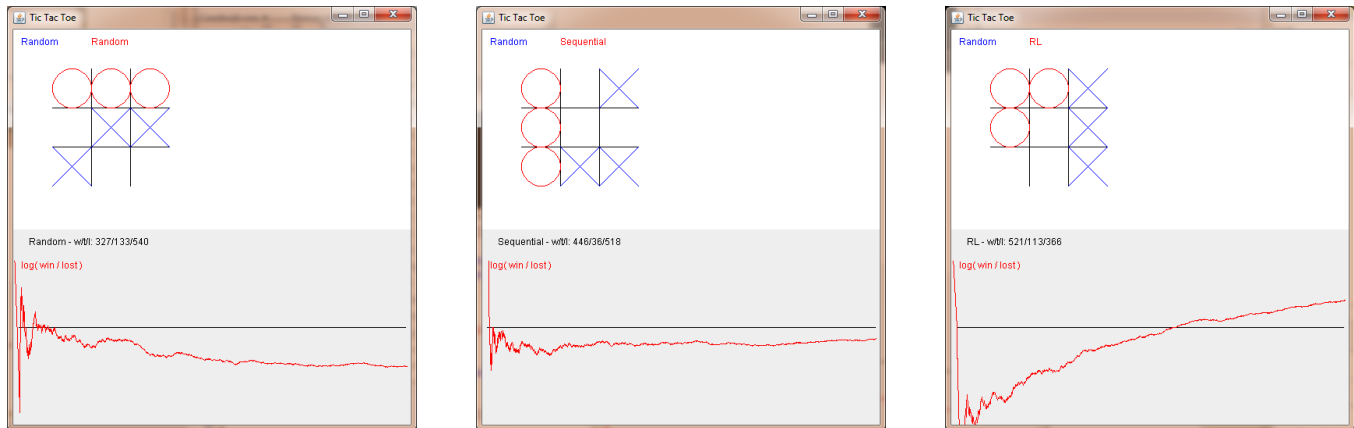 Tic Tac Toe
Random Random
Random - w/t/l: 327/133/540
log( win / lost )
Tic Tac Toe
Random Sequential
Sequential - w/t/l: 446/36/518
log( win / lost )
Tic Tac Toe
Random RL
RL - w/t/l: 521/113/366
log( win / lost )